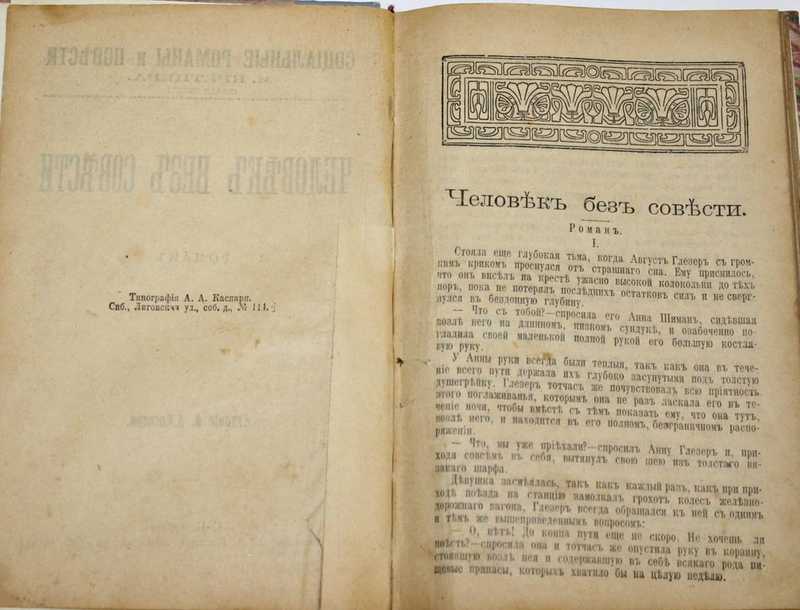 Типографія А. А. Каспари.
Спб., Лиговская ул., соб. д., № 114.
Человѣкъ безъ совѣсти.
Романъ.
I.
Стояла еще глубокая тьма, когда Августъ Глезеръ съ гром-
кимъ крикомъ проснулся отъ страшнаго сна. Ему приснилось,
что онъ висѣлъ на крестѣ ужасно высокой колокольни до тѣхъ
поръ, пока не потерялъ послѣднихъ остатковъ силъ и не сверг-
нулся въ бездонную глубину.
— Что съ тобой?—спросила его Анна Шиманъ, сидѣвшая
возлѣ него на длинномъ, низкомъ сундукѣ, и озабоченно по-
гладила своей маленькой полной рукой его большую костля-
вую руку.
У Анны руки всегда были теплыя, такъ какъ она въ тече-
ніе всего пути держала ихъ глубоко засунутыми подъ толстую
душегрѣйку. Глезеръ тотчасъ же почувствовалъ всю пріятность
этого поглаживанья, которымъ она не разъ ласкала его въ те-
ченіе ночи, чтобы вмѣстѣ съ тѣмъ показать ему, что она тутъ,
возлѣ него, и находится въ его полномъ, безграничномъ распо-
ряженіи.
— Что, мы уже пріѣхали?—спросилъ Анну Глезеръ и, при-
ходя совсѣмъ въ себя, вытянулъ свою шею изъ толстаго вя-
занаго шарфа.
Дѣвушка засмѣялась, такъ какъ каждый разъ, какъ при при-
ходѣ поѣзда на станцію замолкалъ грохотъ колесъ желѣзно-
дорожнаго вагона, Глезеръ всегда обращался къ ней съ однимъ
и тѣмъ же вышеприведеннымъ вопросомъ:
— О, нѣтъ! До конца пути еще не скоро. Не хочешь ли
поѣсть?—спросила она и тотчасъ же опустила руку въ корзину,
стоявшую возлѣ нея и содержавшую въ себѣ всякаго рода пи-
щевые припасы, которыхъ хватило бы на цѣлую недѣлю.